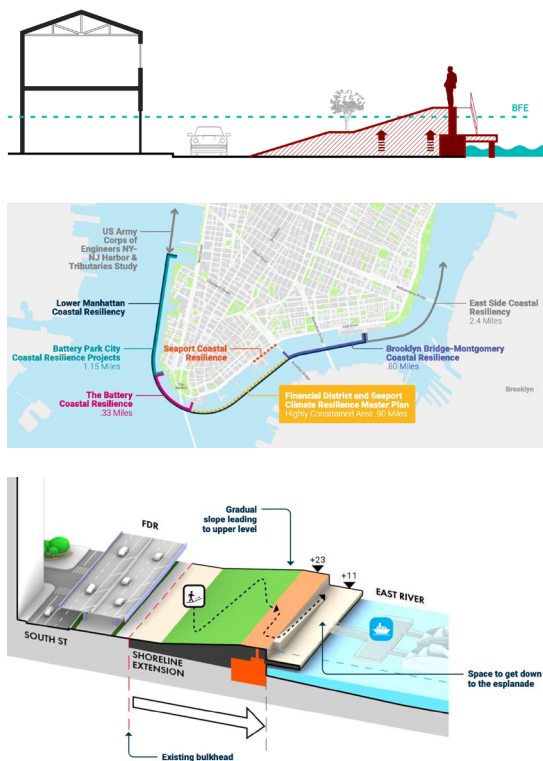 BFE
US Army
Corps of
Engineers NY-
NJ Harbor &
Tributaries Study
Lower Manhattan
Coastal Resiliency
Battery Park City
Coastal Resilience Projects
1.15 Miles
The Battery
Coastal Resilience
.33 Miles
Seaport Coastal
Resilience
Financial District and Seaport
Climate Resilience Master Plan
Highly Constrained Area .90 Miles
Brooklyn Bridge-Montgomery
Coastal Resilience
.80 Miles
East Side Coastal
Resiliency
2.4 Miles
Brooklyn
Gradual
slope leading
to upper level
FDR
+23
+11
EAST RIVER
SOUTH ST
SHORELINE
EXTENSION
Space to get down
to the esplanade
Existing bulkhead